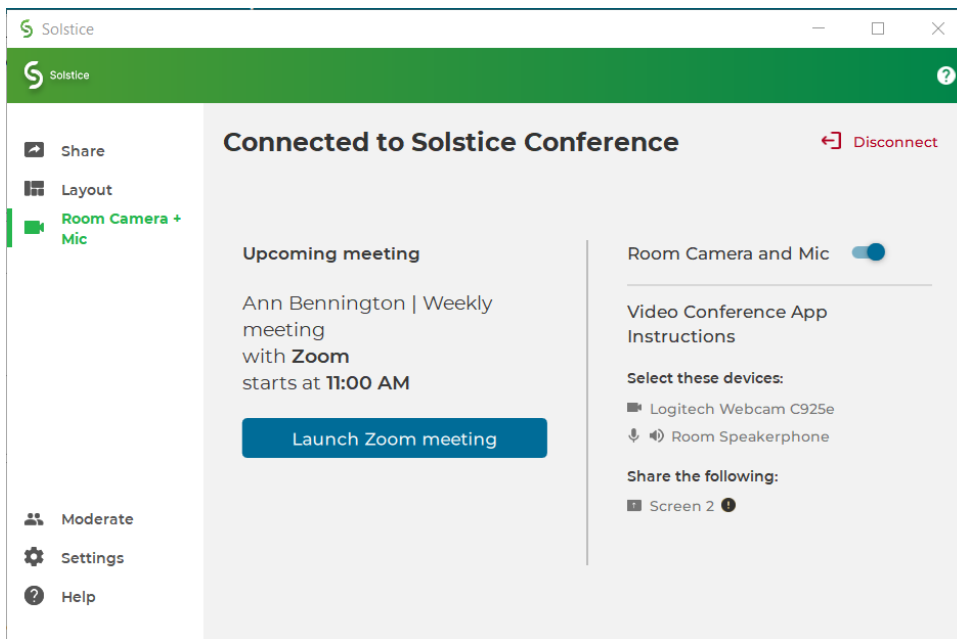 Solstice
Solstice
Share
Layout
Room Camera +
Mic
Moderate
Settings
Help
Connected to Solstice Conference
Disconnect
Upcoming meeting
Ann Bennington | Weekly
meeting
with Zoom
starts at 11:00 AM
Launch Zoom meeting
Room Camera and Mic
Video Conference App
Instructions
Select these devices:
Logitech Webcam C925e
Room Speakerphone
Share the following:
Screen 2